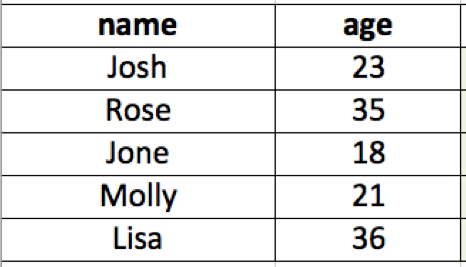 name age
Josh 23
Rose 35
Jone 18
Molly 21
Lisa 36